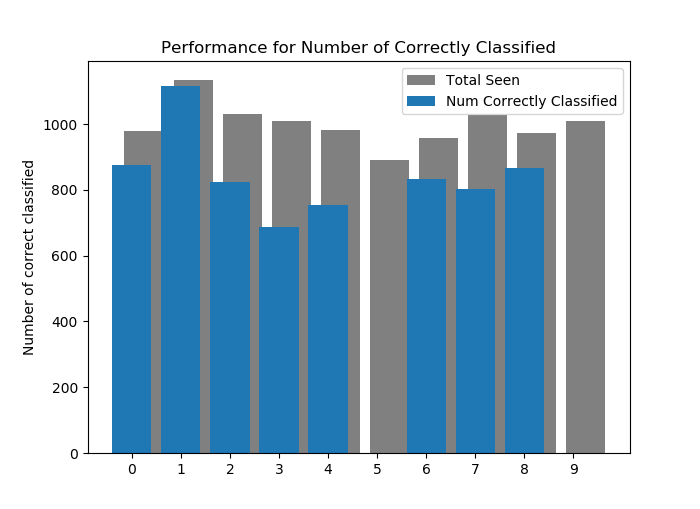 Performance for Number of Correctly Classified
Total Seen
Num Correctly Classified
Number of correct classified
1000
800
600
400
200
0
0 1 2 3 4 5 6 7 8 9